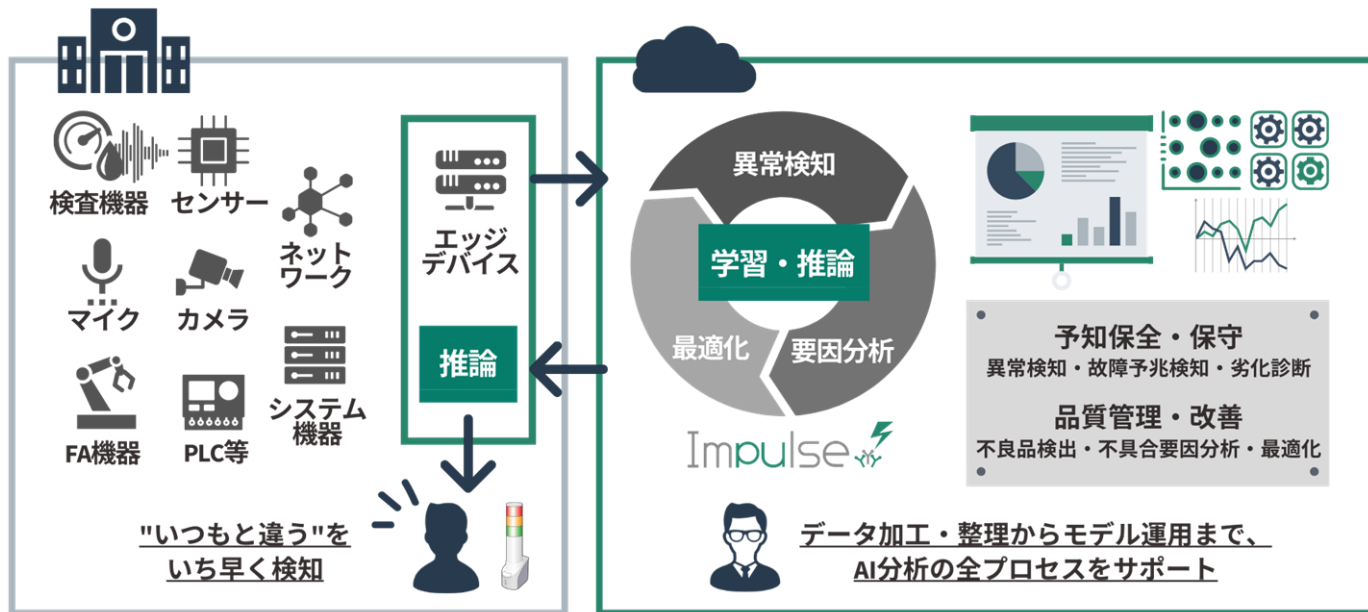 検査機器
センサー
ネット
ワーク
マイク
カメラ
FA機器
PLC等
システム
機器
エッジ
デバイス
推論
"いつもと違う"を
いち早く検知
異常検知
学習・推論
最適化
要因分析
Impulse
予知保全・保守
異常検知・故障予兆検知・劣化診断
品質管理・改善
不良品検出・不具合要因分析・最適化
データ加工・整理からモデル運用まで、
AI分析の全プロセスをサポート